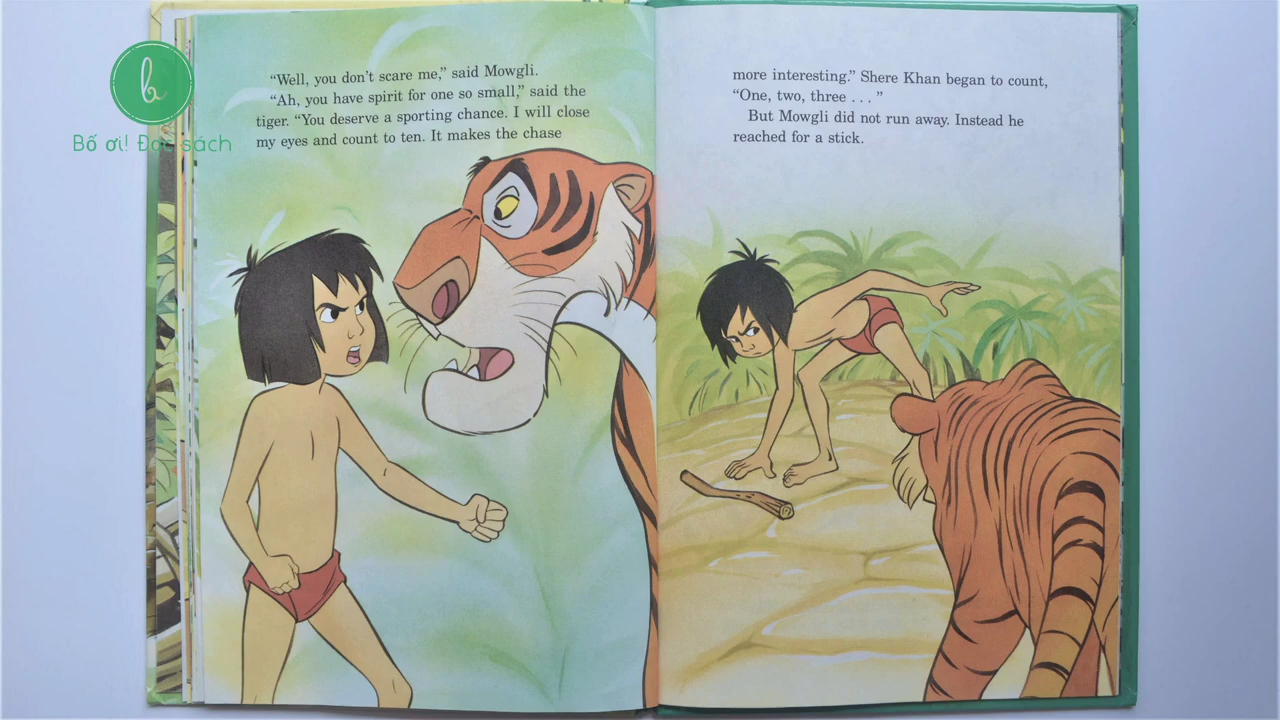 b
Bố ơi! Đọc sách
“Well, you don’t scare me,” said Mowgli.
“Ah, you have spirit for one so small,” said the
tiger. “You deserve a sporting chance. I will close
my eyes and count to ten. It makes the chase
more interesting.” Shere Khan began to count,
“One, two, three . . . ”
But Mowgli did not run away. Instead he
reached for a stick.